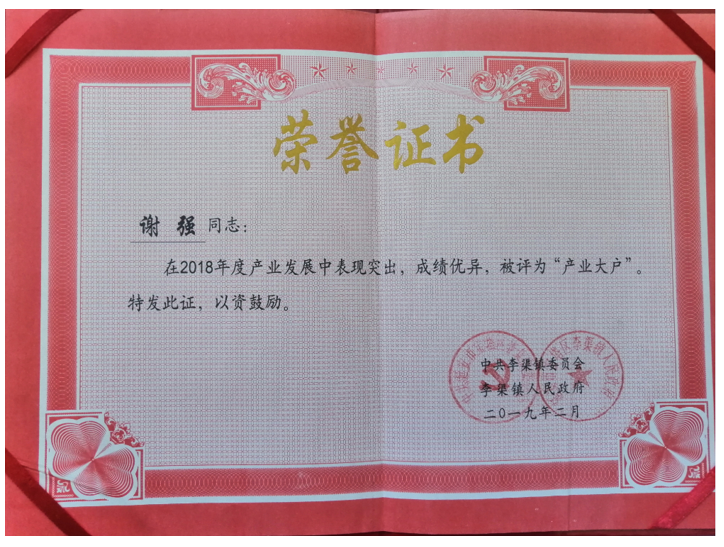 荣誉证书
谢强同志：
在2018年度产业发展中表现突出，成绩优异，被评为“产业大户”。
特发此证，以资鼓励。
中共李渠镇委员会
李渠镇人民政府
二〇一九年二月